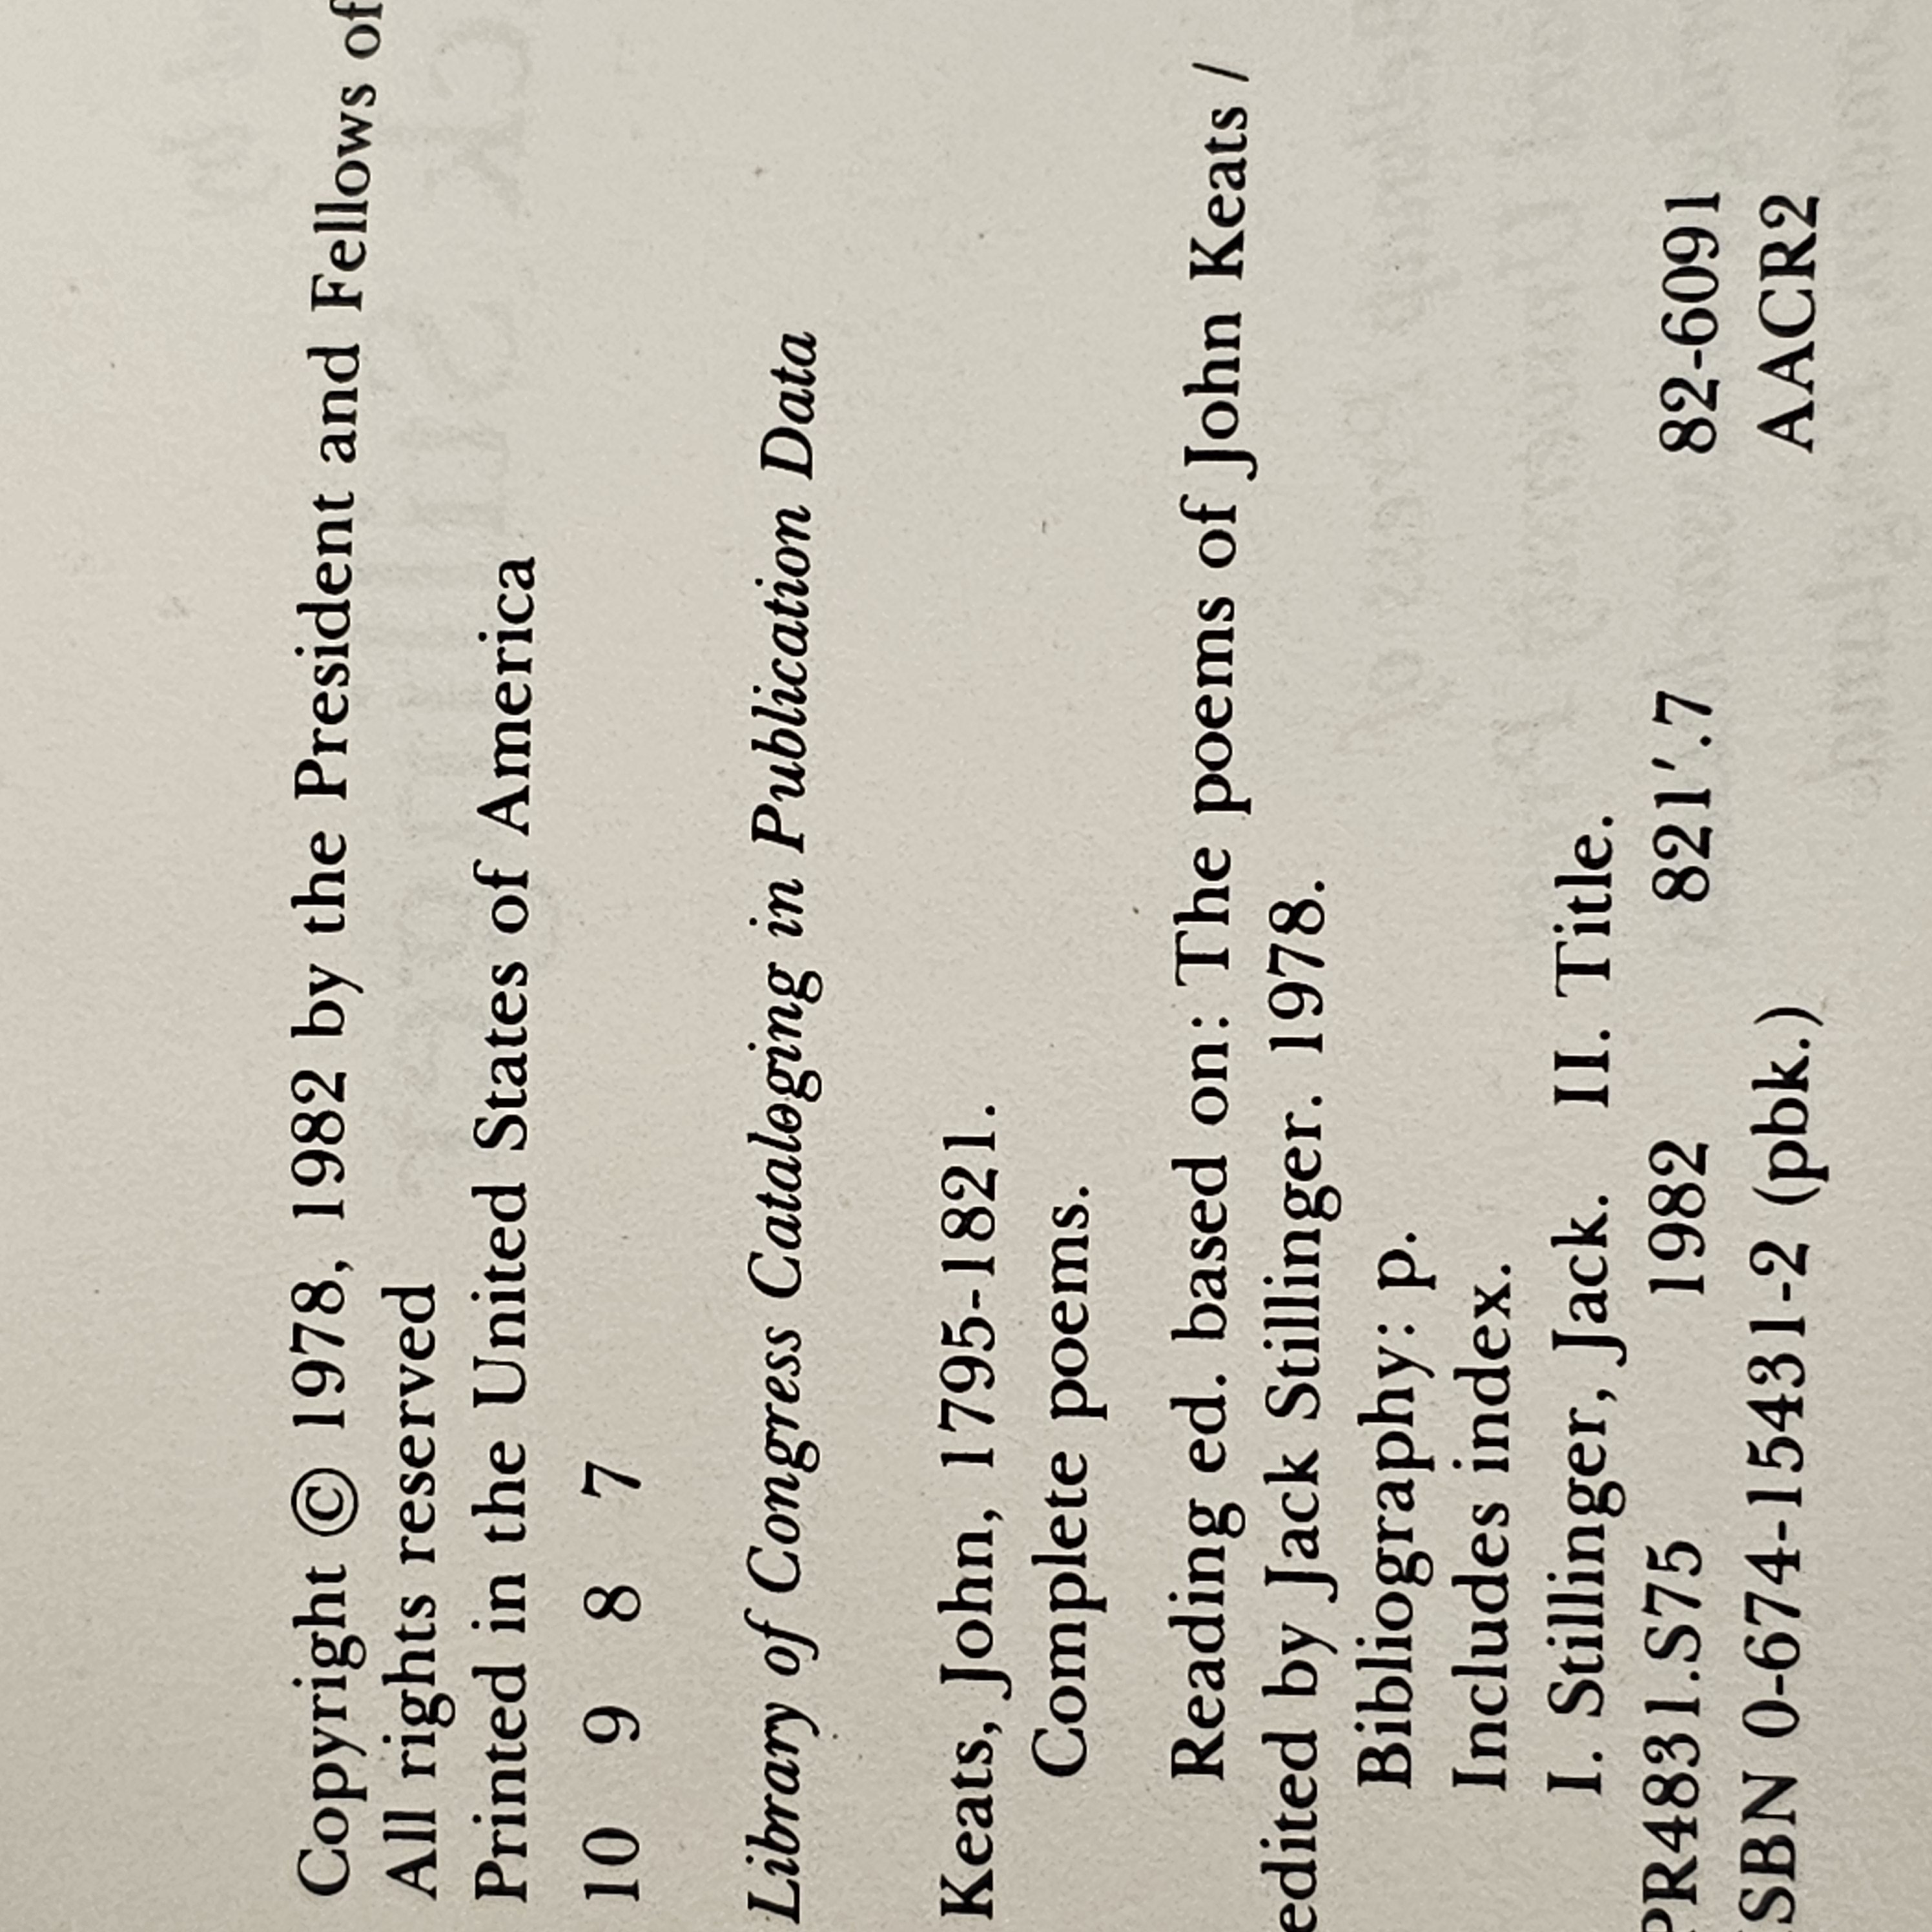 Copyright © 1978, 1982 by the President and Fellows of
All rights reserved
Printed in the United States of America
10 9 8 7
Library of Congress Cataloging in Publication Data
Keats, John, 1795-1821.
Complete poems.
Reading ed. based on: The poems of John Keats /
edited by Jack Stillinger. 1978.
Bibliography: p.
Includes index.
I. Stillinger, Jack. II. Title.
PR4831.S75 1982 821′.7 82-6091
ISBN 0-674-15431-2 (pbk.) AACR2